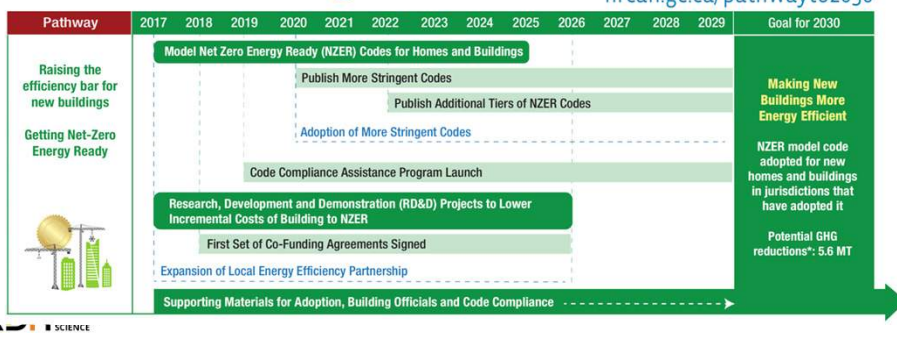 Pathway
2017 2018 2019 2020 2021 2022 2023 2024 2025 2026 2027 2028 2029
Goal for 2030
Raising the
efficiency bar for
new buildings
Getting Net-Zero
Energy Ready
Model Net Zero Energy Ready (NZER) Codes for Homes and Buildings
Publish More Stringent Codes
Publish Additional Tiers of NZER Codes
Adoption of More Stringent Codes
Code Compliance Assistance Program Launch
Research, Development and Demonstration (RD&D) Projects to Lower
Incremental Costs of Building to NZER
First Set of Co-Funding Agreements Signed
Expansion of Local Energy Efficiency Partnership
Supporting Materials for Adoption, Building Officials and Code Compliance
Making New
Buildings More
Energy Efficient
NZER model code
adopted for new
homes and buildings
in jurisdictions that
have adopted it
Potential GHG
reductions*: 5.6 MT
SCIENCE